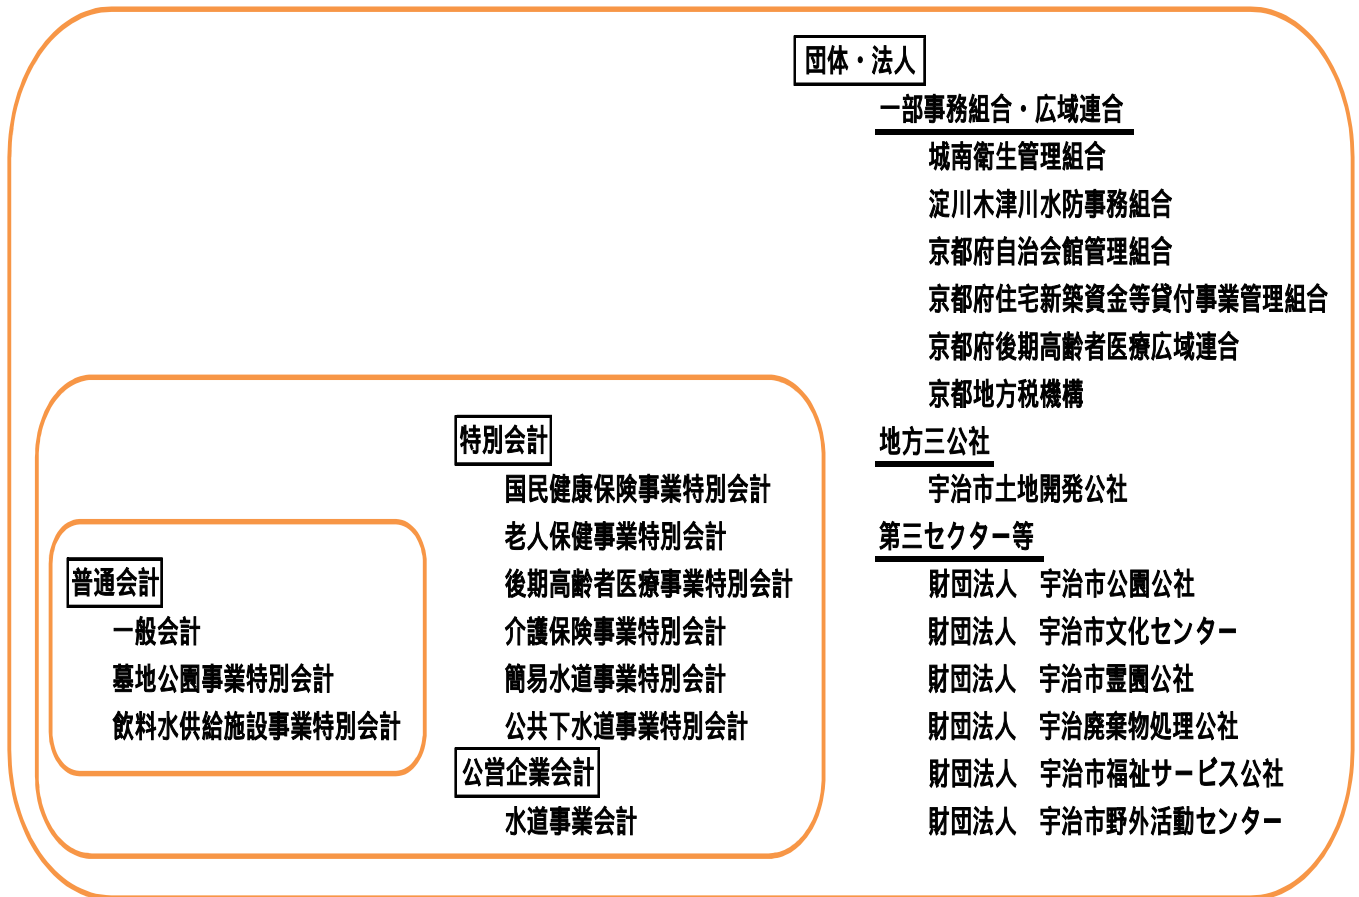 団体・法人
一部事務組合・広域連合
城南衛生管理組合
淀川木津川水防事務組合
京都府自治会館管理組合
京都府住宅新築資金等貸付事業管理組合
京都府後期高齢者医療広域連合
京都地方税機構
地方三公社
宇治市土地開発公社
第三セクター等
財団法人　宇治市公園公社
財団法人　宇治市文化センター
財団法人　宇治市霊園公社
財団法人　宇治廃棄物処理公社
財団法人　宇治市福祉サービス公社
財団法人　宇治市野外活動センター
特別会計
国民健康保険事業特別会計
老人保健事業特別会計
後期高齢者医療事業特別会計
介護保険事業特別会計
簡易水道事業特別会計
公共下水道事業特別会計
公営企業会計
水道事業会計
普通会計
一般会計
墓地公園事業特別会計
飲料水供給施設事業特別会計